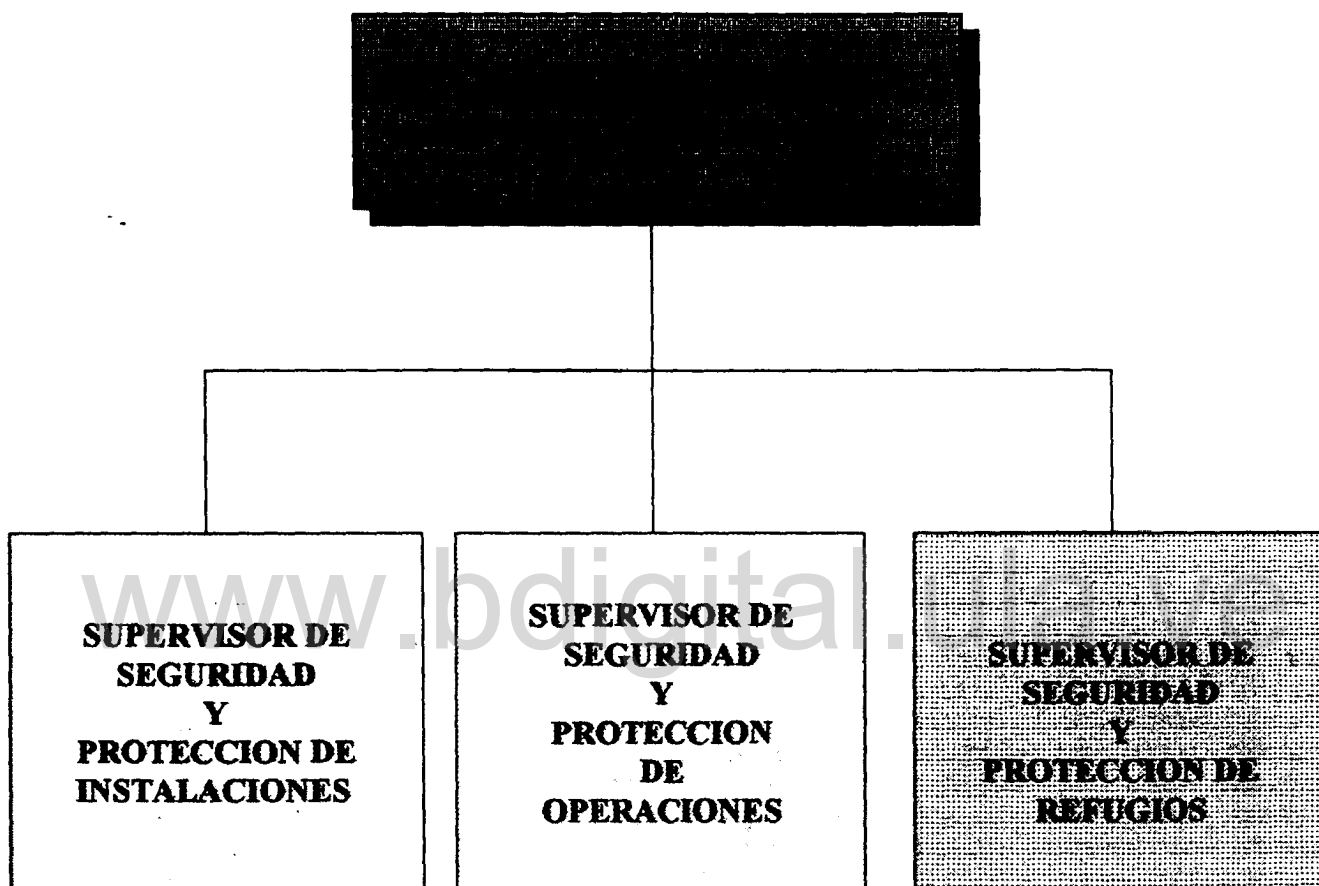 SUPERVISOR DE
SEGURIDAD
Y
PROTECCION DE
INSTALACIONES
SUPERVISOR DE
SEGURIDAD
Y
PROTECCION
DE
OPERACIONES
SUPERVISOR DE
SEGURIDAD
Y
PROTECCION DE
REFUGIOS
www.bdigital.ula.ve